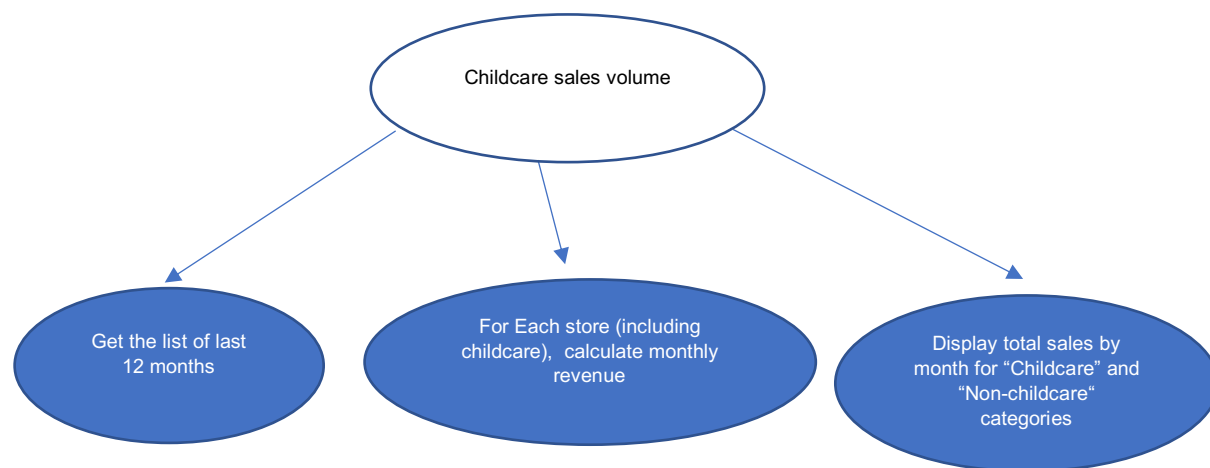 Childcare sales volume
Get the list of last
12 months
For Each store (including
childcare),  calculate monthly
revenue
Display total sales by
month for “Childcare” and
“Non-childcare“
categories